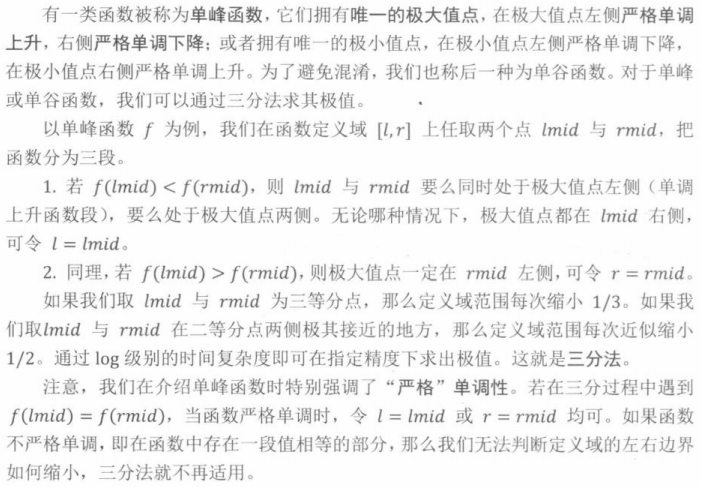 有一类函数被称为单峰函数，它们拥有唯一的极大值点，在极大值点左侧严格单调
上升，右侧严格单调下降；或者拥有唯一的极小值点，在极小值点左侧严格单调下降，
在极小值点右侧严格单调上升。为了避免混淆，我们也称后一种为单谷函数。对于单峰
或单谷函数，我们可以通过三分法求其极值。
以单峰函数 f 为例，我们在函数定义域 [l,r] 上任取两个点 lmid 与 rmid，把
函数分为三段。
1. 若 f(lmid) < f(rmid)，则 lmid 与 rmid 要么同时处于极大值点左侧（单调
上升函数段），要么处于极大值点两侧。无论哪种情况下，极大值点都在 lmid 右侧，
可令 l = lmid。
2. 同理，若 f(lmid) > f(rmid)，则极大值点一定在 rmid 左侧，可令 r = rmid。
如果我们取 lmid 与 rmid 为三等分点，那么定义域范围每次缩小 1/3。如果我
们取lmid 与 rmid 在二等分点两侧极其接近的地方，那么定义域范围每次近似缩小
1/2。通过 log 级别的时间复杂度即可在指定精度下求出极值。这就是三分法。
注意，我们在介绍单峰函数时特别强调了“严格”单调性。若在三分过程中遇到
f(lmid) = f(rmid)，当函数严格单调时，令 l = lmid 或 r = rmid 均可。如果函数
不严格单调，即在函数中存在一段值相等的部分，那么我们无法判断定义域的左右边界
如何缩小，三分法就不再适用。